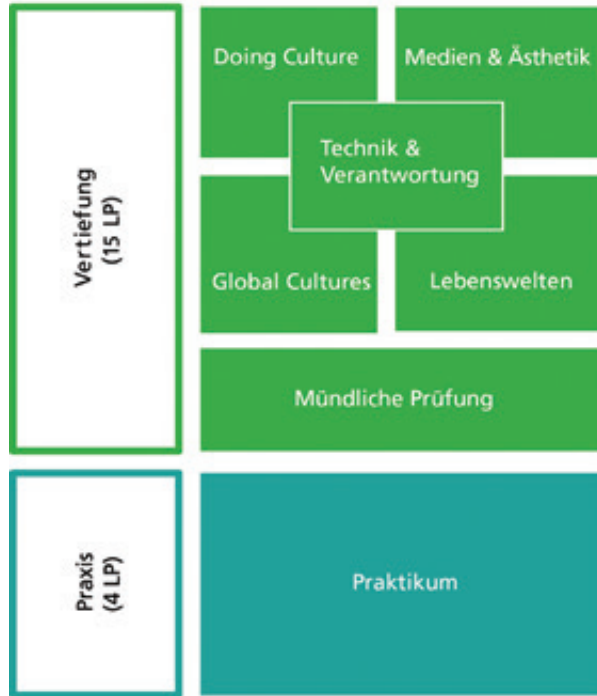 Vertiefung
(15 LP)
Doing Culture
Medien & Ästhetik
Technik &
Verantwortung
Global Cultures
Lebenswelten
Mündliche Prüfung
Praxis
(4 LP)
Praktikum